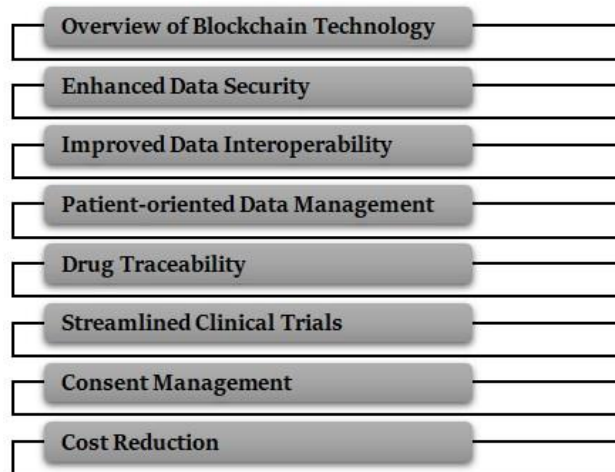 Overview of Blockchain Technology
Enhanced Data Security
Improved Data Interoperability
Patient-oriented Data Management
Drug Traceability
Streamlined Clinical Trials
Consent Management
Cost Reduction